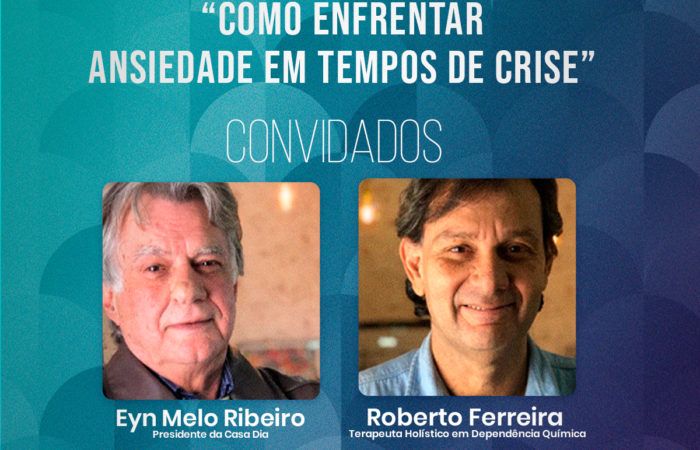 “COMO ENFRENTAR
ANSIEDADE EM TEMPOS DE CRISE”
CONVIDADOS
Eyn Melo Ribeiro
Presidente da Casa Dia
Roberto Ferreira
Terapeuta Holístico em Dependência Química